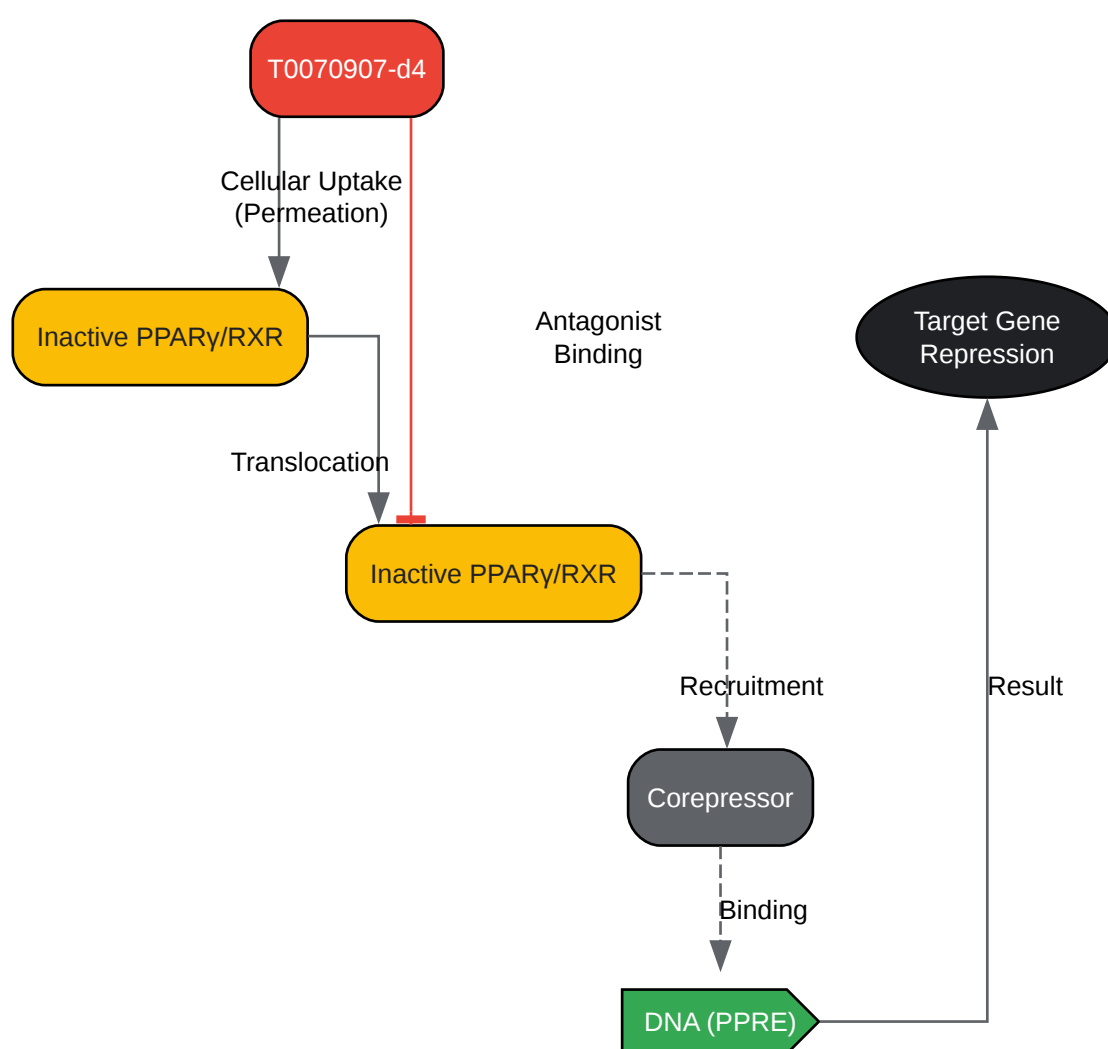 T0070907-d4
Cellular Uptake
(Permeation)
Inactive PPARγ/RXR
Antagonist
Binding
Target Gene
Repression
Translocation
Inactive PPARγ/RXR
Recruitment
Result
Corepressor
Binding
DNA (PPRE)